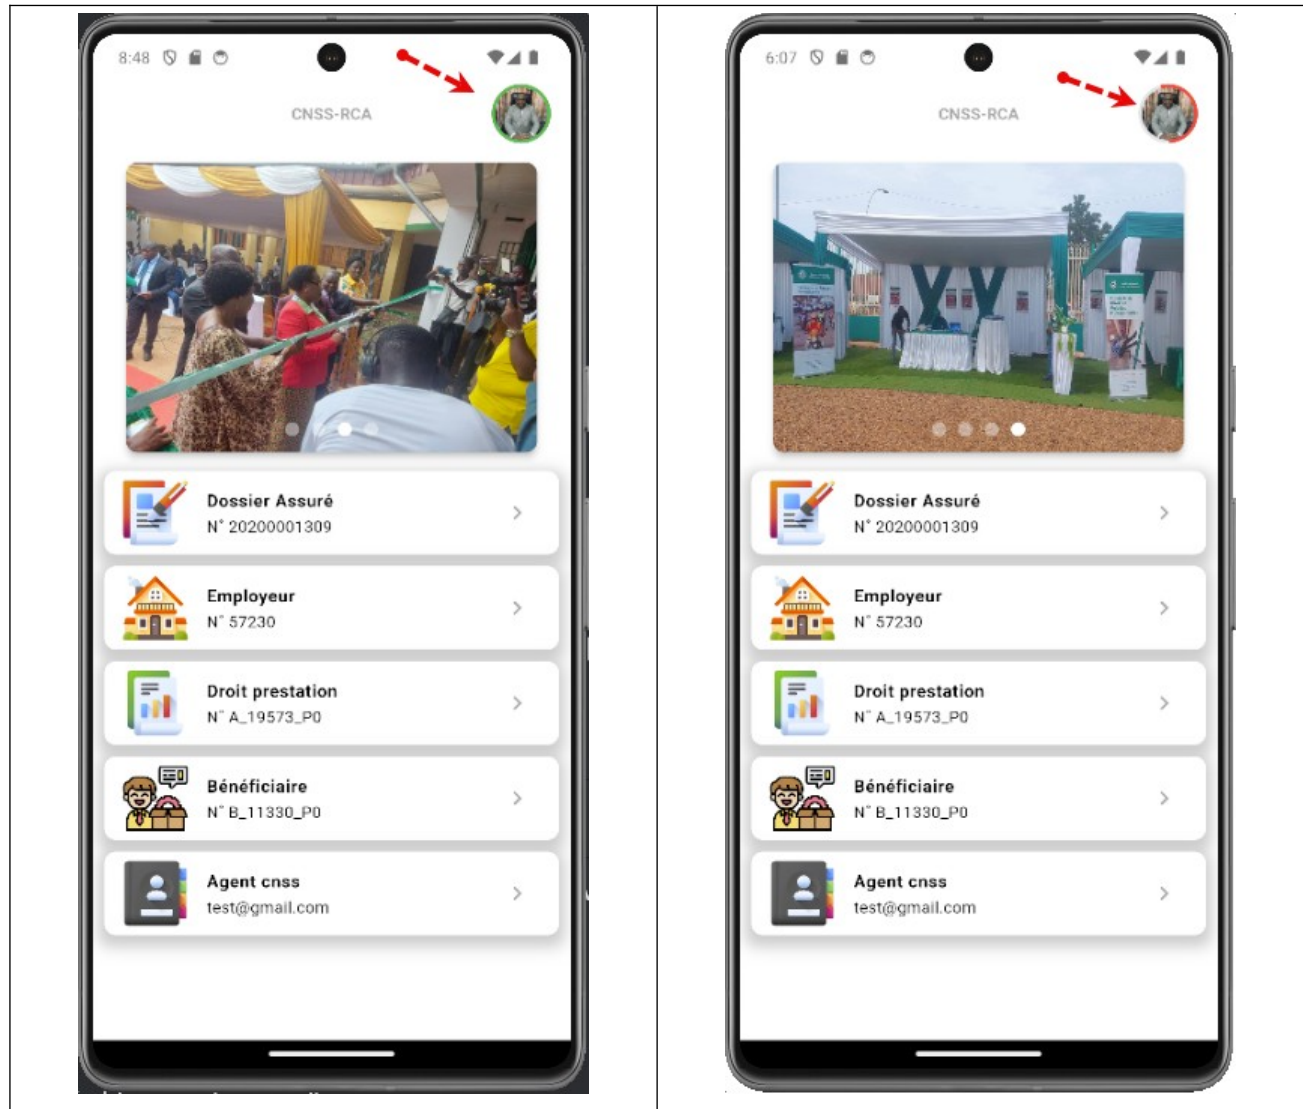 8:48
CNSS-RCA
Dossier Assuré
N° 20200001309
Employeur
N° 57230
Droit prestation
N° A_19573_P0
Bénéficiaire
N° B_11330_P0
Agent cnss
test@gmail.com
6:07
CNSS-RCA
Dossier Assuré
N° 20200001309
Employeur
N° 57230
Droit prestation
N° A_19573_P0
Bénéficiaire
N° B_11330_P0
Agent cnss
test@gmail.com